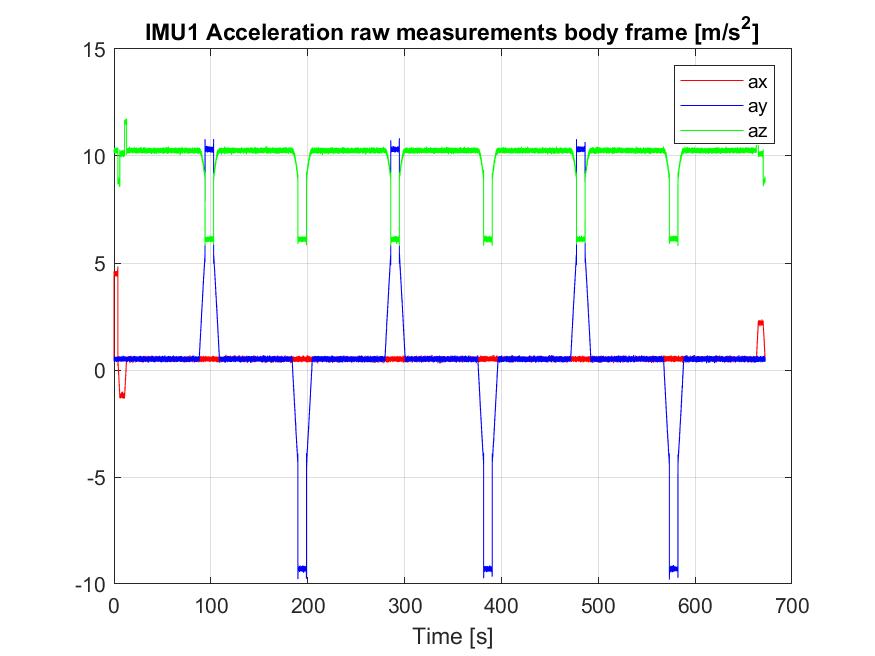 IMU1 Acceleration raw measurements body frame [m/s2]
15
10
5
0
-5
-10
ax
ay
az
0 100 200 300 400 500 600 700
Time [s]